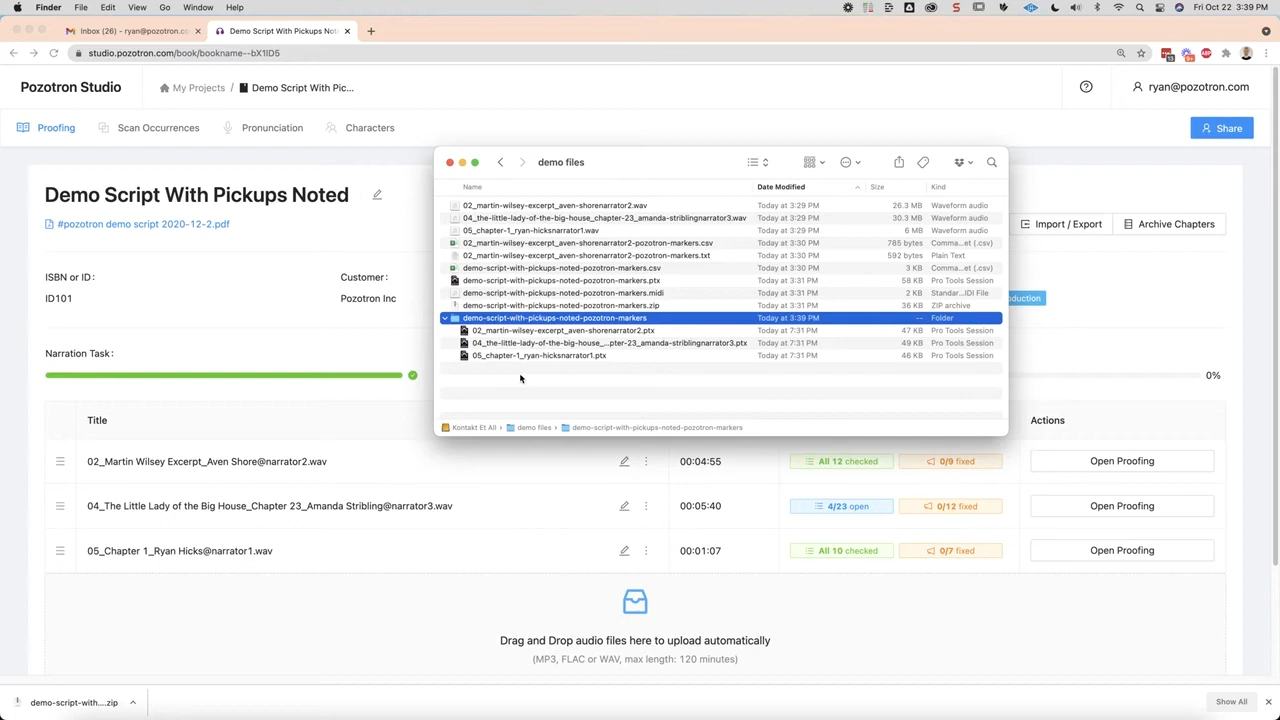 Finder File Edit View Go Window Help Fri Oct 22 3:39 PM
Inbox (26) - ryan@pozotron.co
Demo Script With Pickups Not
studio.pozotron.com/book/bookname--bX1ID5
Pozotron Studio
My Projects / Demo Script With Pic...
ryan@pozotron.com
Proofing Scan Occurrences Pronunciation Characters
Share
Demo Script With Pickups Noted
#pozotron demo script 2020-12-2.pdf
Import / Export Archive Chapters
ISBN or ID: Customer:
ID101 Pozotron Inc
oduction
Narration Task:
0%
demo files
Name Date Modified Size Kind
02_martin-wilsey-excerpt_aven-shorenarrator2.wav Today at 3:29 PM 26.3 MB Waveform audio
04_the-little-lady-of-the-big-house_chapter-23_amanda-striblingnarrator3.wav Today at 3:29 PM 30.3 MB Waveform audio
05_chapter-1_ryan-hicksnarrator1.wav Today at 3:29 PM 6 MB Waveform audio
02_martin-wilsey-excerpt_aven-shorenarrator2-pozotron-markers.csv Today at 3:30 PM 785 bytes Comma...et (.csv)
02_martin-wilsey-excerpt_aven-shorenarrator2-pozotron-markers.txt Today at 3:30 PM 592 bytes Plain Text
demo-script-with-pickups-noted-pozotron-markers.csv Today at 3:31 PM 3 KB Comma...et (.csv)
demo-script-with-pickups-noted-pozotron-markers.ptx Today at 3:31 PM 58 KB Pro Tools Session
demo-script-with-pickups-noted-pozotron-markers.midi Today at 3:31 PM 2 KB Standar...IDI File
demo-script-with-pickups-noted-pozotron-markers.zip Today at 3:31 PM 36 KB ZIP archive
demo-script-with-pickups-noted-pozotron-markers Today at 3:39 PM -- Folder
02_martin-wilsey-excerpt_aven-shorenarrator2.ptx Today at 7:31 PM 47 KB Pro Tools Session
04_the-little-lady-of-the-big-house_...pter-23_amanda-striblingnarrator3.ptx Today at 7:31 PM 49 KB Pro Tools Session
05_chapter-1_ryan-hicksnarrator1.ptx Today at 7:31 PM 46 KB Pro Tools Session
Kontakt Et All › demo files › demo-script-with-pickups-noted-pozotron-markers
Title Actions
02_Martin Wilsey Excerpt_Aven Shore@narrator2.wav 00:04:55 All 12 checked 0/9 fixed Open Proofing
04_The Little Lady of the Big House_Chapter 23_Amanda Stribling@narrator3.wav 00:05:40 4/23 open 0/12 fixed Open Proofing
05_Chapter 1_Ryan Hicks@narrator1.wav 00:01:07 All 10 checked 0/7 fixed Open Proofing
Drag and Drop audio files here to upload automatically
(MP3, FLAC or WAV, max length: 120 minutes)
demo-script-with....zip
Show All